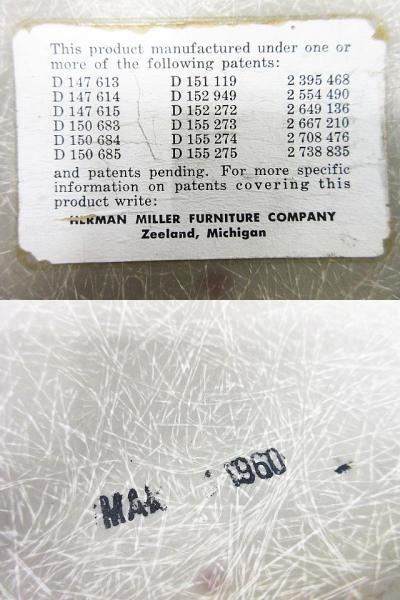 This product manufactured under one or
more of the following patents:
D 147 613 D 151 119 2 395 468
D 147 614 D 152 949 2 554 490
D 147 615 D 152 272 2 649 136
D 150 683 D 155 273 2 667 210
D 150 684 D 155 274 2 708 476
D 150 685 D 155 275 2 738 835
and patents pending. For more specific
information on patents covering this
product write:
HERMAN MILLER FURNITURE COMPANY
Zeeland, Michigan
1960